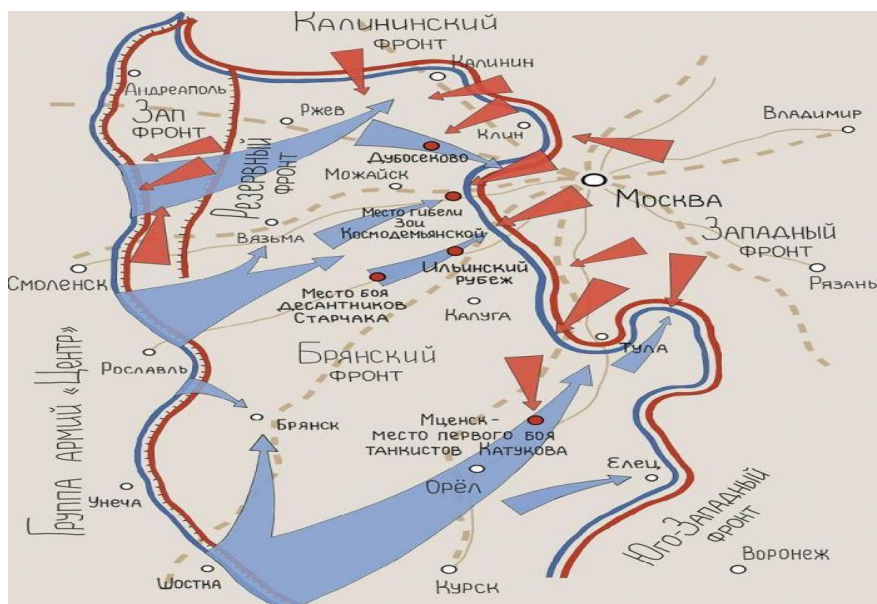 Калининский
фронт
Калинин
Андреаполь
Зап
фронт
Ржев
Клин
Владимир
Резервный
фронт
Дубосеково
Можайск
Москва
Место гибели
Зои
Космодемьянской
Вязьма
Западный
фронт
Смоленск
Ильинский
рубеж
Рязань
Место боя
десантников
Старчака
Калуга
Группа армий «Центр»
Рославль
Брянский
фронт
Тула
Брянск
Мценск-
место первого боя
танкистов Катукова
Орёл
Елец
Унеча
Юго-Западный
фронт
Шостка
Курск
Воронеж